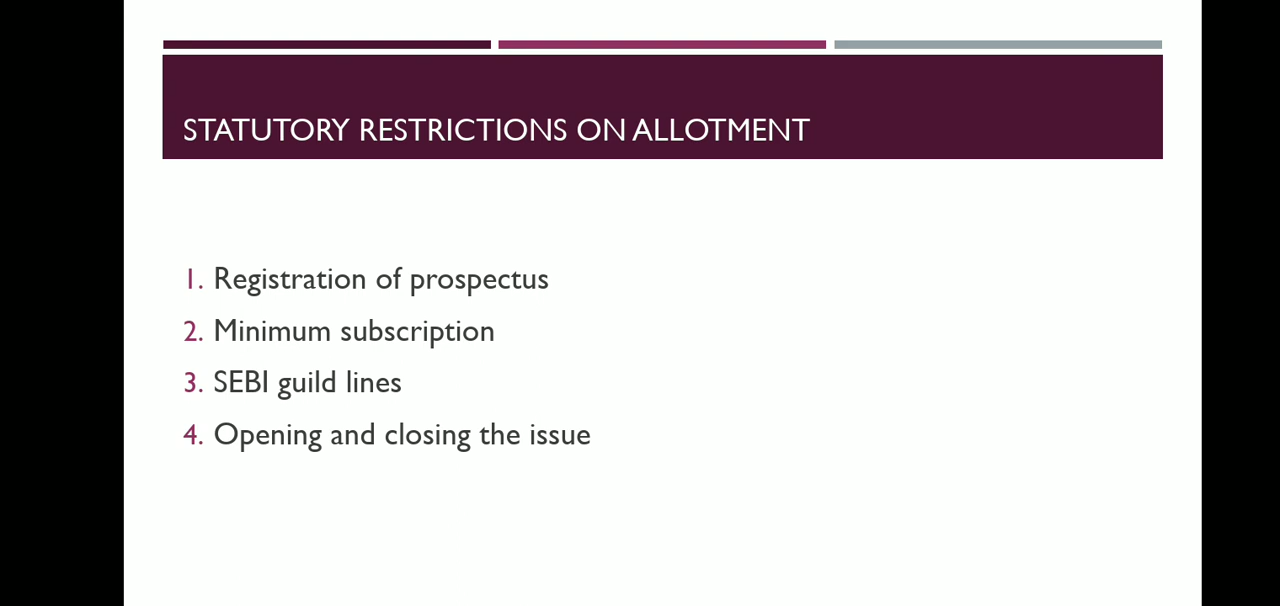 STATUTORY RESTRICTIONS ON ALLOTMENT
1. Registration of prospectus
2. Minimum subscription
3. SEBI guild lines
4. Opening and closing the issue